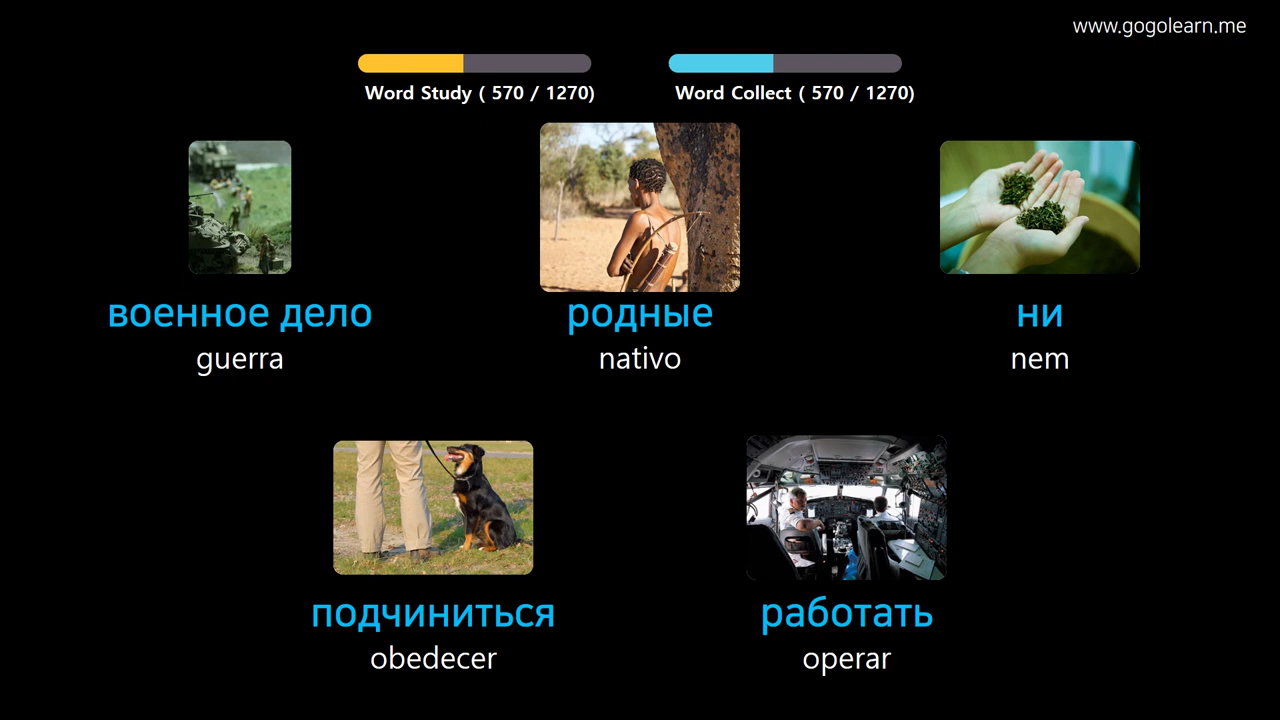 www.gogolearn.me
Word Study ( 570 / 1270)
Word Collect ( 570 / 1270)
военное дело
guerra
родные
nativo
ни
nem
подчиниться
obedecer
работать
operar